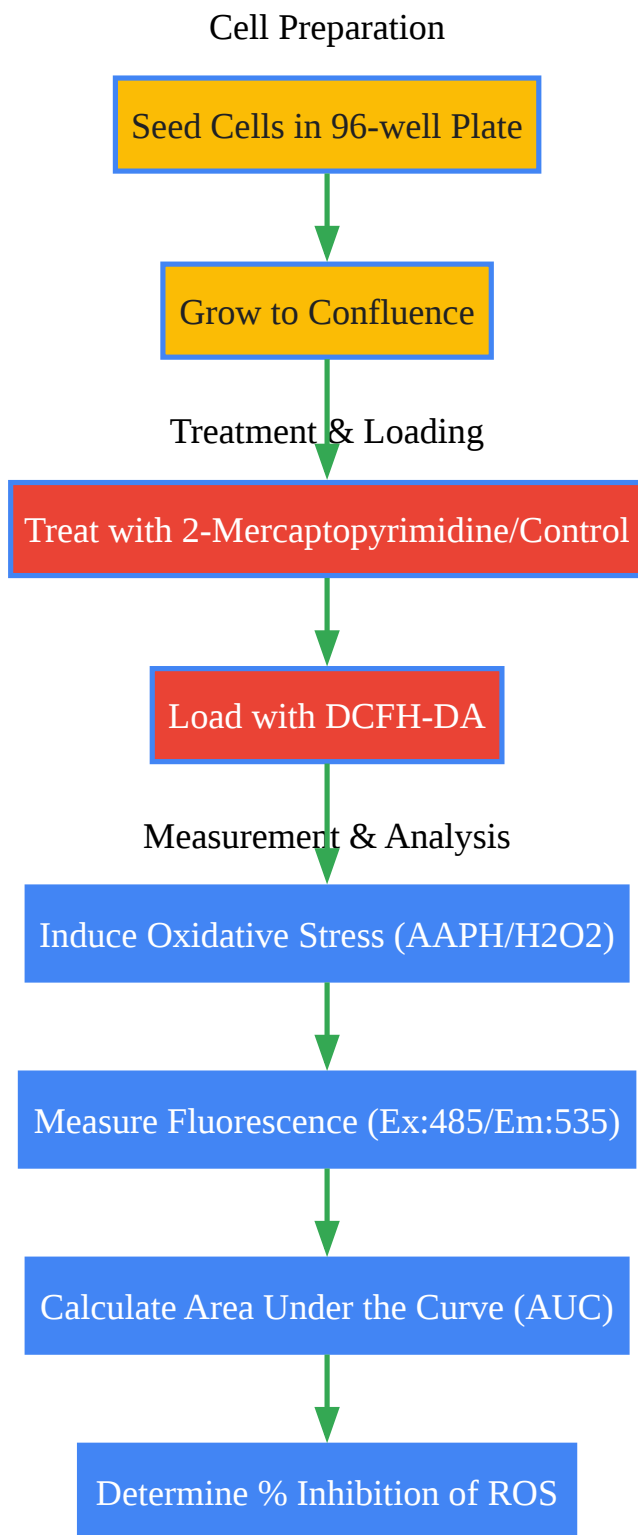 Cell Preparation
Seed Cells in 96-well Plate
Grow to Confluence
Treatment & Loading
Treat with 2-Mercaptopyrimidine/Control
Load with DCFH-DA
Measurement & Analysis
Induce Oxidative Stress (AAPH/H2O2)
Measure Fluorescence (Ex:485/Em:535)
Calculate Area Under the Curve (AUC)
Determine % Inhibition of ROS